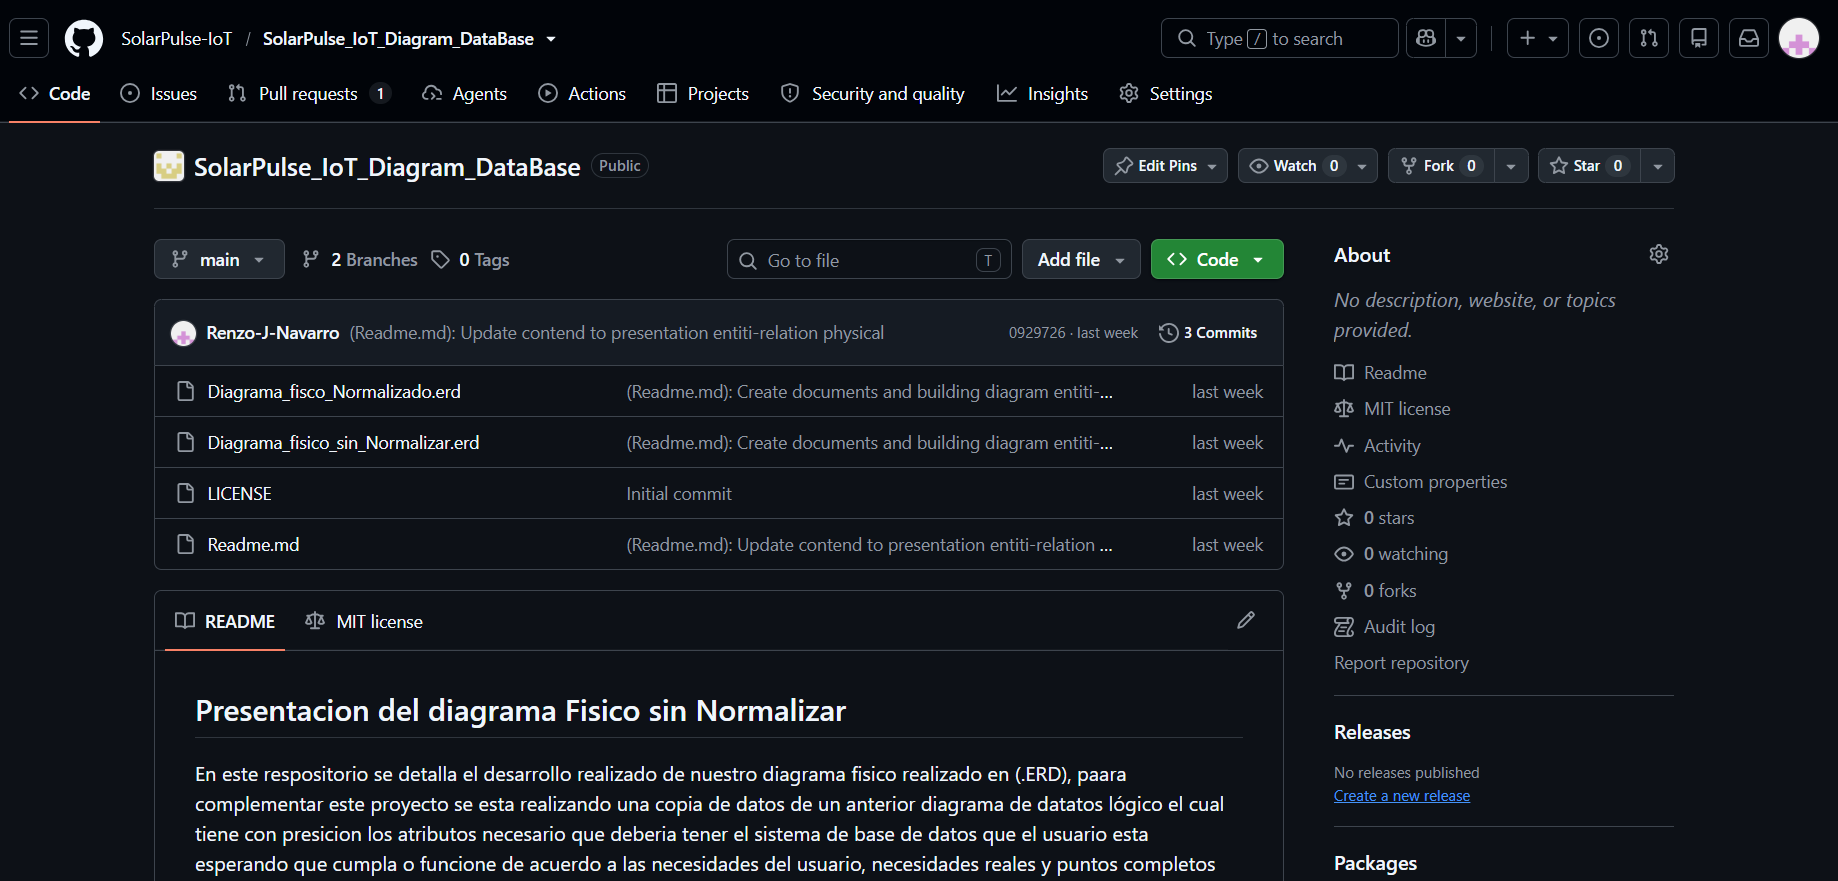 SolarPulse-IoT / SolarPulse_IoT_Diagram_DataBase
Type / to search
Code
Issues
Pull requests 1
Agents
Actions
Projects
Security and quality
Insights
Settings
SolarPulse_IoT_Diagram_DataBase Public
Edit Pins
Watch 0
Fork 0
Star 0
main
2 Branches
0 Tags
Go to file T
Add file
Code
Renzo-J-Navarro (Readme.md): Update contend to presentation entiti-relation physical 0929726 · last week 3 Commits
Diagrama_fisco_Normalizado.erd (Readme.md): Create documents and building diagram entiti-... last week
Diagrama_fisico_sin_Normalizar.erd (Readme.md): Create documents and building diagram entiti-... last week
LICENSE Initial commit last week
Readme.md (Readme.md): Update contend to presentation entiti-relation ... last week
README
MIT license
Presentacion del diagrama Fisico sin Normalizar
En este respositorio se detalla el desarrollo realizado de nuestro diagrama fisico realizado en (.ERD), paara
complementar este proyecto se esta realizando una copia de datos de un anterior diagrama de datatos lógico el cual
tiene con presicion los atributos necesario que deberia tener el sistema de base de datos que el usuario esta
esperando que cumpla o funcione de acuerdo a las necesidades del usuario, necesidades reales y puntos completos
About
No description, website, or topics
provided.
Readme
MIT license
Activity
Custom properties
0 stars
0 watching
0 forks
Audit log
Report repository
Releases
No releases published
Create a new release
Packages